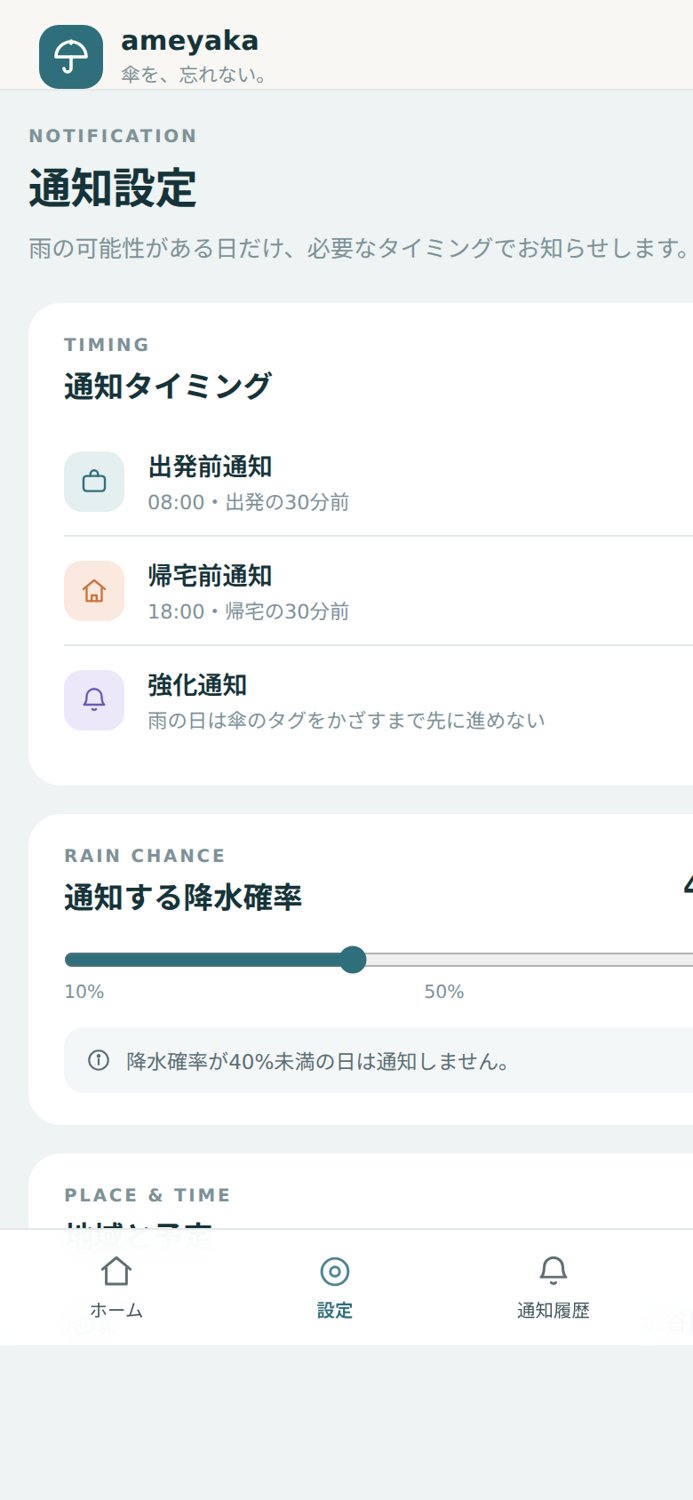 ameyaka
傘を、忘れない。
NOTIFICATION
通知設定
雨の可能性がある日だけ、必要なタイミングでお知らせします。
TIMING
通知タイミング
出発前通知
08:00・出発の30分前
帰宅前通知
18:00・帰宅の30分前
強化通知
雨の日は傘のタグをかざすまで先に進めない
RAIN CHANCE
通知する降水確率
10%
50%
降水確率が40%未満の日は通知しません。
PLACE & TIME
地域と予定
ホーム
設定
通知履歴